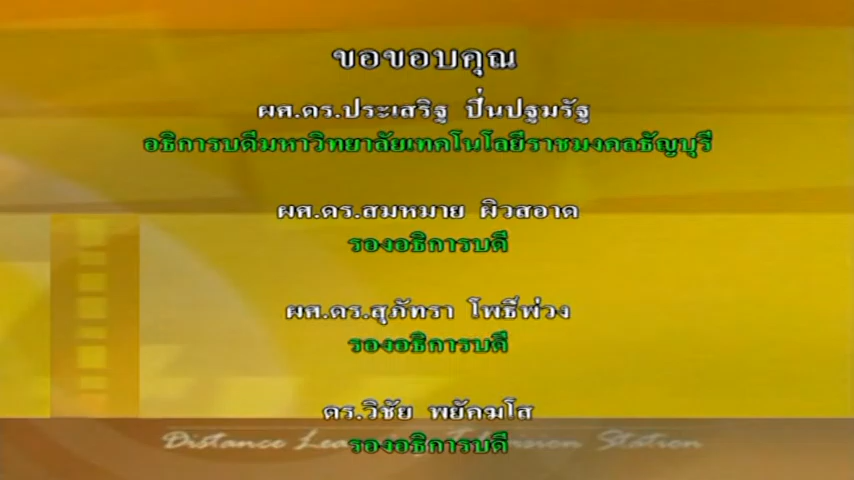 ขอขอบคุณ
ผศ.ดร.ประเสริฐ ปิ่นปฐมรัฐ
อธิการบดีมหาวิทยาลัยเทคโนโลยีราชมงคลธัญบุรี
ผศ.ดร.สมหมาย ผิวสอาด
รองอธิการบดี
ผศ.ดร.สุภัทรา โพธิ์พ่วง
รองอธิการบดี
ดร.วิชัย พยัคฆโส
รองอธิการบดี
Distance Station